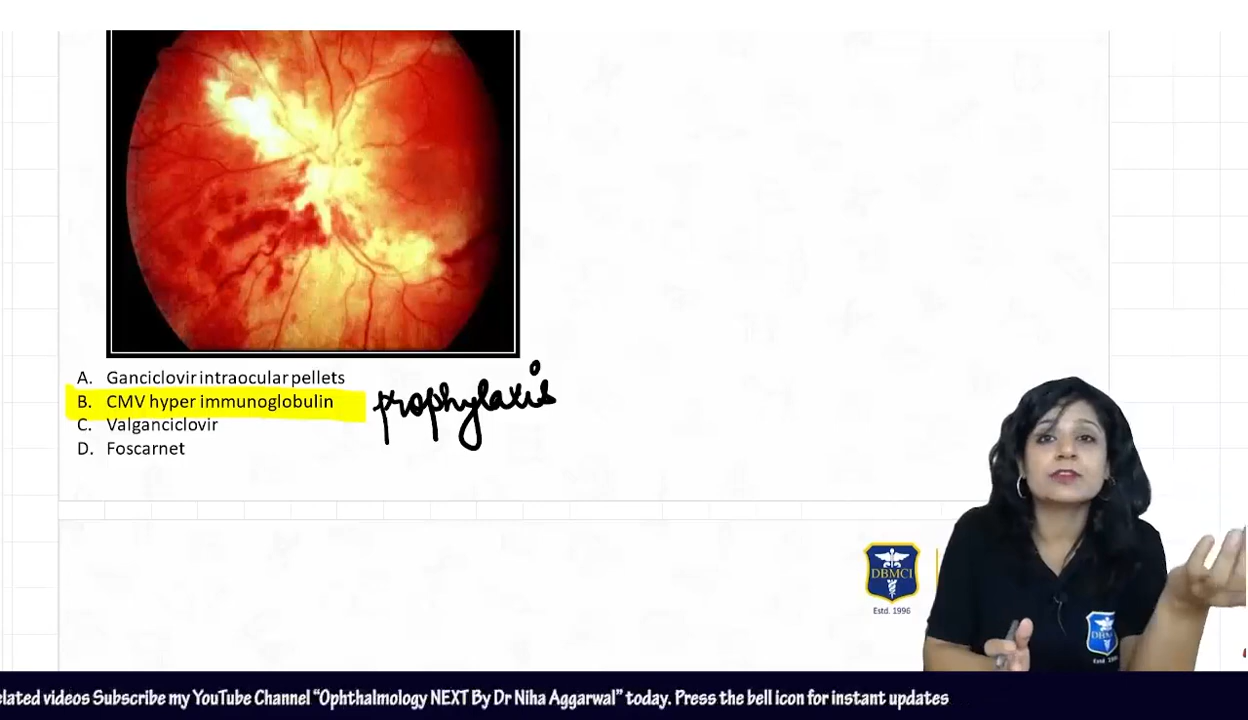 A. Ganciclovir intraocular pellets
B. CMV hyper immunoglobulin prophylaxis
C. Valganciclovir
D. Foscarnet
DBMCI
Estd. 1996
DBMCI
elated videos Subscribe my YouTube Channel “Ophthalmology NEXT By Dr Niha Aggarwal” today. Press the bell icon for instant updates